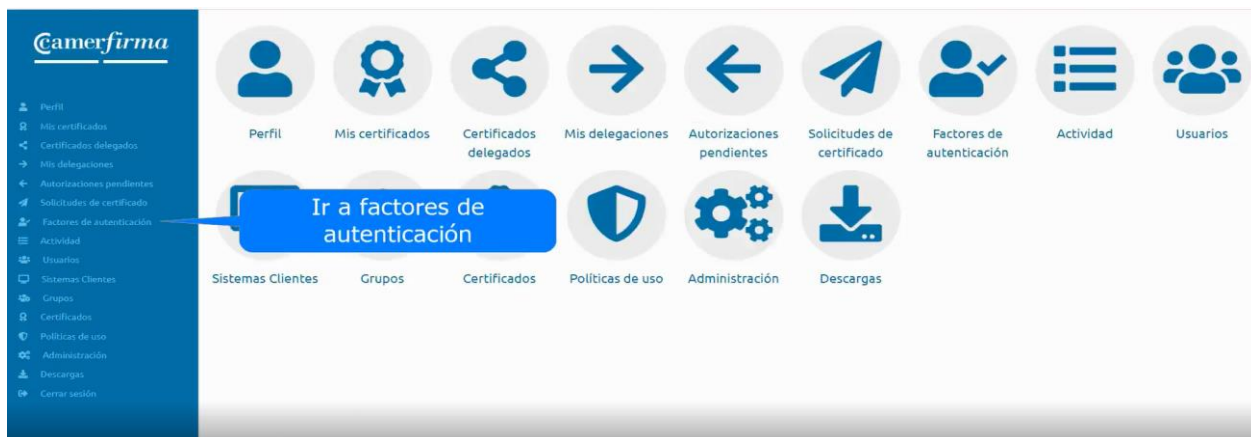 Camerfirma
Perfil
Mis certificados
Certificados delegados
Mis delegaciones
Autorizaciones pendientes
Solicitudes de certificado
Factores de autenticación
Actividad
Usuarios
Sistemas Clientes
Grupos
Certificados
Políticas de uso
Administración
Descargas
Cerrar sesión
Perfil
Mis certificados
Certificados
delegados
Mis delegaciones
Autorizaciones
pendientes
Solicitudes de
certificado
Factores de
autenticación
Actividad
Usuarios
Ir a factores de
autenticación
Sistemas Clientes
Grupos
Certificados
Políticas de uso
Administración
Descargas